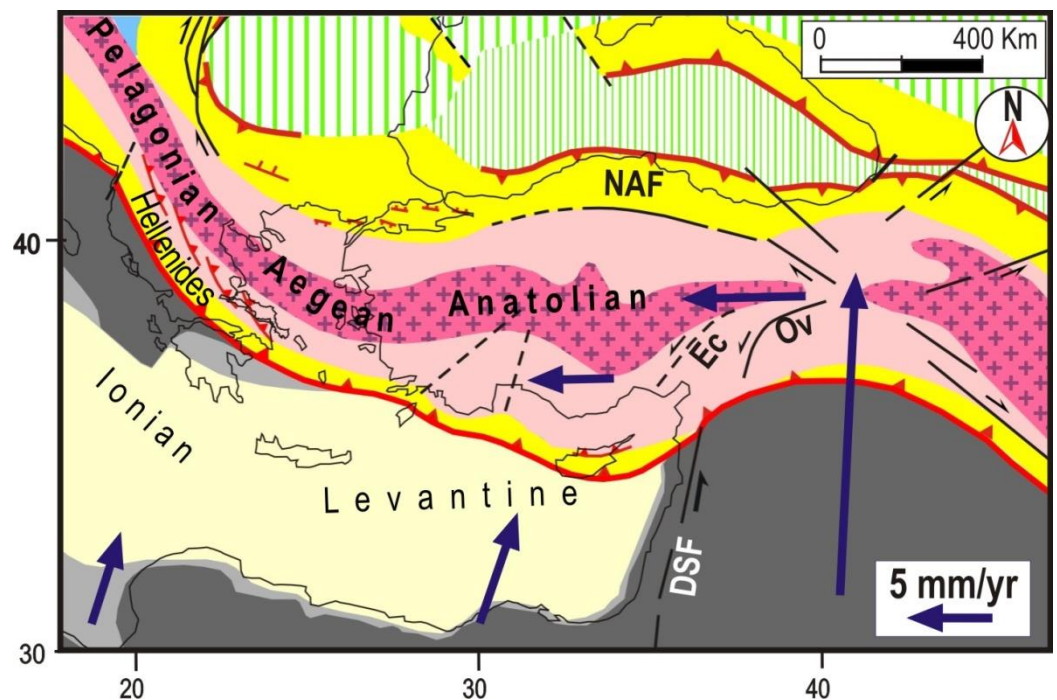 0 400 Km
N
Pelagonian
NAF
Hellenides
40
Aegean
Anatolian
Ec
Ov
Ionian
Levantine
DSF
5 mm/yr
30
20 30 40